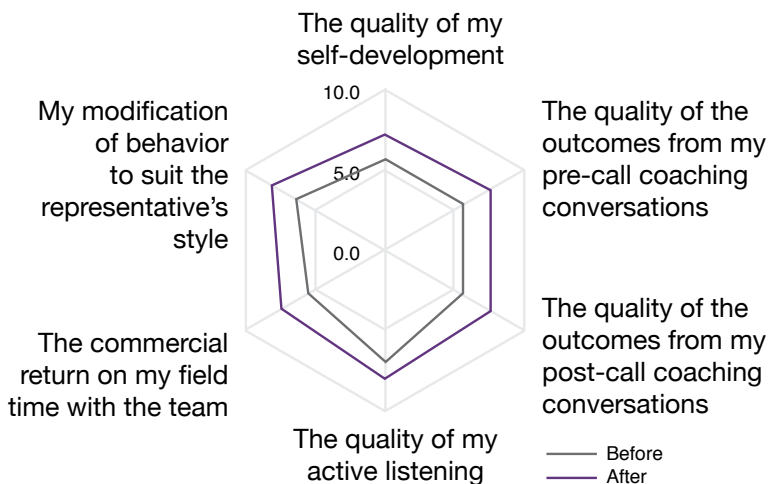 The quality of my
self-development
10.0
My modification
of behavior
to suit the
representative’s
style
The quality of the
outcomes from my
pre-call coaching
conversations
5.0
0.0
The commercial
return on my field
time with the team
The quality of the
outcomes from my
post-call coaching
conversations
The quality of my
active listening
Before
After